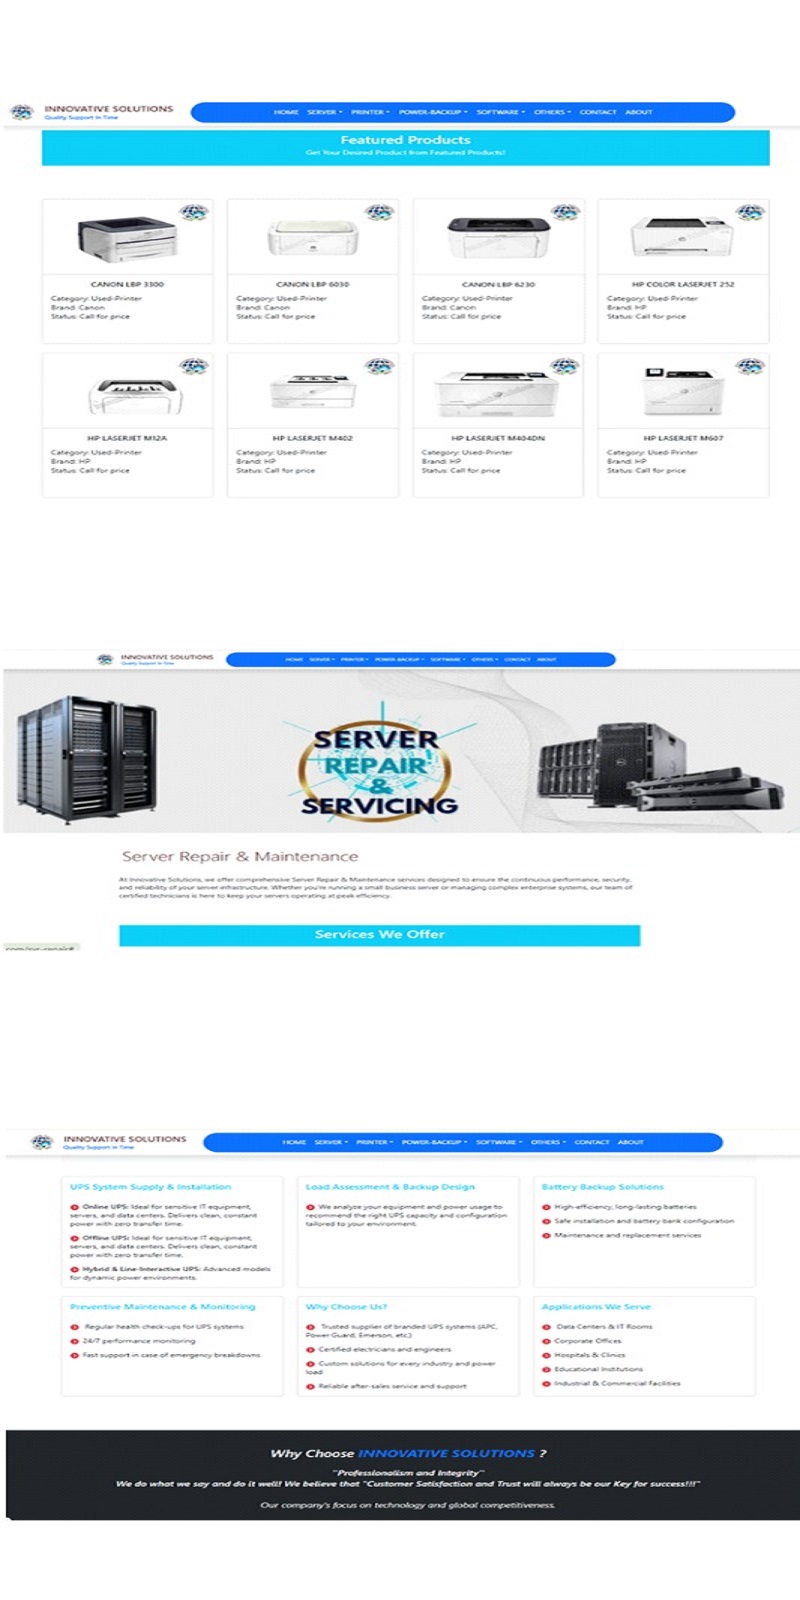 INNOVATIVE SOLUTIONS
Quality Support In Time
HOME SERVER PRINTER POWER-BACKUP SOFTWARE OTHERS CONTACT ABOUT
Featured Products
Get Your Desired Product from Featured Products!
CANON LBP 3300
Category: Used-Printer
Brand: Canon
Status: Call for price
CANON LBP 6030
Category: Used-Printer
Brand: Canon
Status: Call for price
CANON LBP 6230
Category: Used-Printer
Brand: Canon
Status: Call for price
HP COLOR LASERJET 252
Category: Used-Printer
Brand: HP
Status: Call for price
HP LASERJET M12A
Category: Used-Printer
Brand: HP
Status: Call for price
HP LASERJET M402
Category: Used-Printer
Brand: HP
Status: Call for price
HP LASERJET M404DN
Category: Used-Printer
Brand: HP
Status: Call for price
HP LASERJET M607
Category: Used-Printer
Brand: HP
Status: Call for price
INNOVATIVE SOLUTIONS
Quality Support In Time
HOME SERVER PRINTER POWER-BACKUP SOFTWARE OTHERS CONTACT ABOUT
SERVER
REPAIR
&
SERVICING
Server Repair & Maintenance
At Innovative Solutions, we offer comprehensive Server Repair & Maintenance services designed to ensure the continuous performance, security,
and reliability of your server infrastructure. Whether you're running a small business server or managing complex enterprise systems, our team of
certified technicians is here to keep your servers operating at peak efficiency.
Services We Offer
INNOVATIVE SOLUTIONS
Quality Support In Time
HOME SERVER PRINTER POWER-BACKUP SOFTWARE OTHERS CONTACT ABOUT
UPS System Supply & Installation
Online UPS: Ideal for sensitive IT equipment,
servers, and data centers. Delivers clean, constant
power with zero transfer time.
Offline UPS: Ideal for sensitive IT equipment,
servers, and data centers. Delivers clean, constant
power with zero transfer time.
Hybrid & Line-Interactive UPS: Advanced models
for dynamic power environments.
Load Assessment & Backup Design
We analyze your equipment and power usage to
recommend the right UPS capacity and configuration
tailored to your environment.
Battery Backup Solutions
High-efficiency, long-lasting batteries
Safe installation and battery bank configuration
Maintenance and replacement services
Preventive Maintenance & Monitoring
Regular health check-ups for UPS systems
24/7 performance monitoring
Fast support in case of emergency breakdowns
Why Choose Us?
Trusted supplier of branded UPS systems (APC,
Power Guard, Emerson, etc.)
Certified electricians and engineers
Custom solutions for every industry and power
load
Reliable after-sales service and support
Applications We Serve
Data Centers & IT Rooms
Corporate Offices
Hospitals & Clinics
Educational Institutions
Industrial & Commercial Facilities
Why Choose INNOVATIVE SOLUTIONS ?
"Professionalism and Integrity"
We do what we say and do it well! We believe that "Customer Satisfaction and Trust will always be our Key for success!!!"
Our company's focus on technology and global competitiveness.